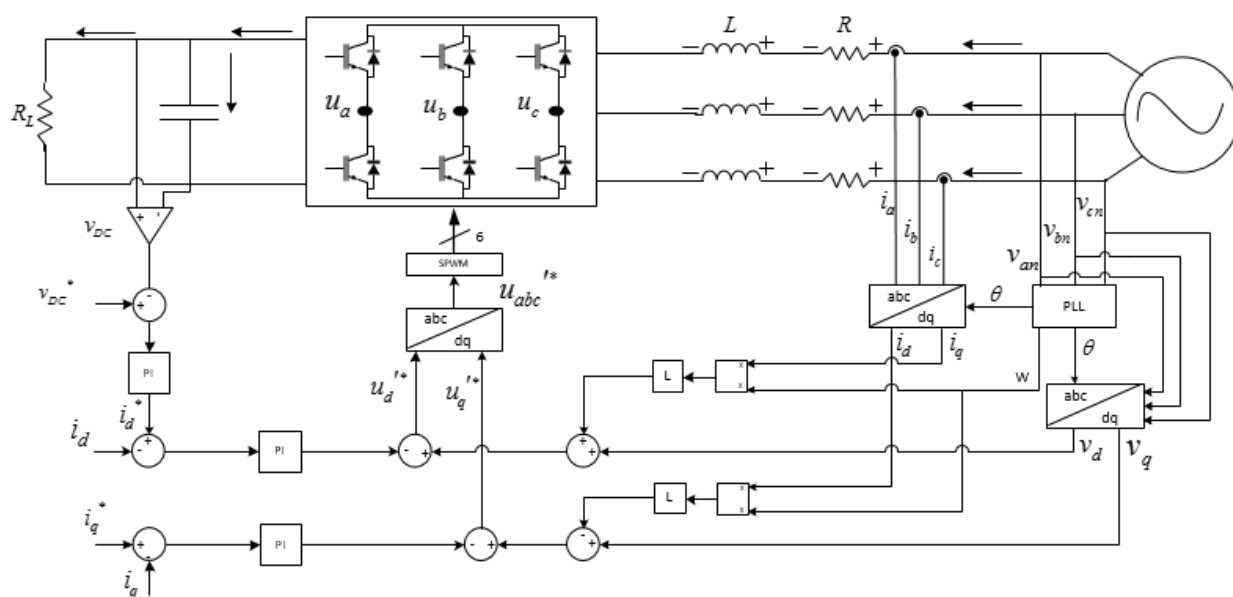 L R
− + − +
R_L
u_a u_b u_c
− + − +
− + − +
i_a i_b i_c
v_an v_bn v_cn
v_DC
+ '
6
SPWM
u_abc'*
v_DC*
+ -
abc
dq
abc
dq
θ
PLL
θ
PI
i_d i_q
u_d'* u_q'*
L
x
x
W
abc
dq
i_d*
i_d
- +
PI
- +
+ +
v_d v_q
L
x
x
i_q*
+ -
PI
- +
- +
i_q